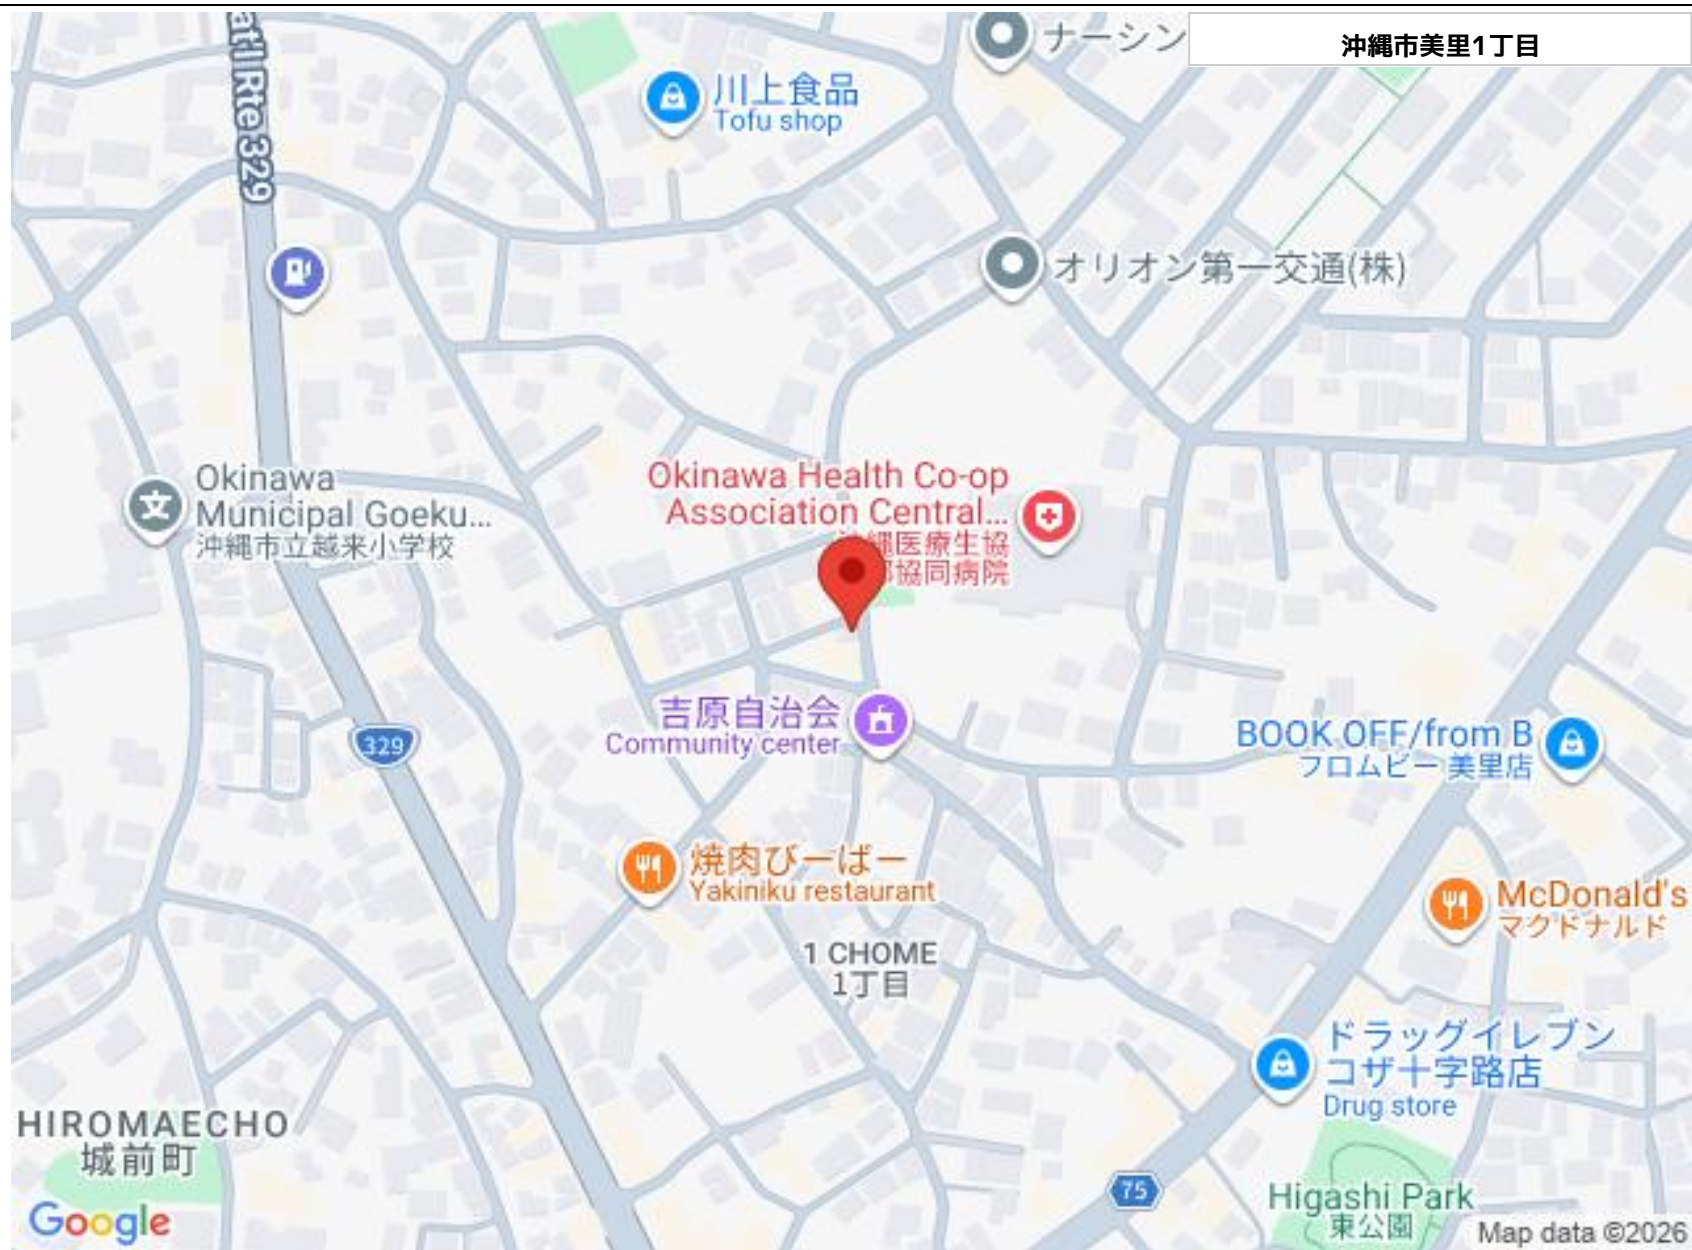 沖縄市美里1丁目
ナーシン
at'l Rte 329
川上食品
Tofu shop
オリオン第一交通(株)
Okinawa
Municipal Goeku...
沖縄市立越来小学校
Okinawa Health Co-op
Association Central...
縄医療生協
協同病院
329
吉原自治会
Community center
BOOK OFF/from B
フロムビー 美里店
焼肉びーばー
Yakiniku restaurant
McDonald's
マクドナルド
1 CHOME
1丁目
ドラッグイレブン
コザ十字路店
Drug store
HIROMAECHO
城前町
75
Higashi Park
東公園
Google
Map data ©2026